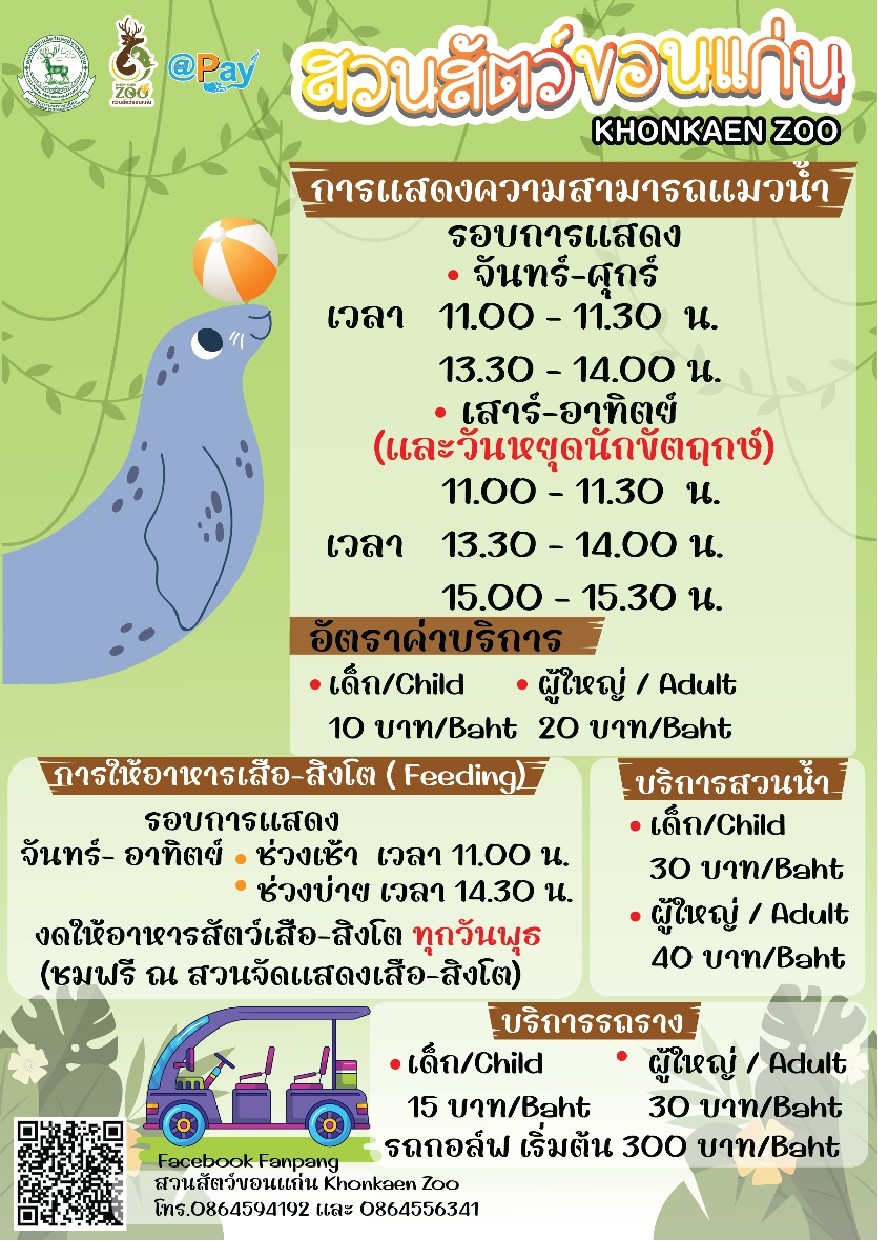 @Pay
ZOO
สวนสัตว์ขอนแก่น
KHONKAEN ZOO
การแสดงความสามารถแมวน้ำ
รอบการแสดง
• จันทร์-ศุกร์
เวลา 11.00 - 11.30 น.
13.30 - 14.00 น.
• เสาร์-อาทิตย์
(และวันหยุดนักขัตฤกษ์)
11.00 - 11.30 น.
เวลา 13.30 - 14.00 น.
15.00 - 15.30 น.
อัตราค่าบริการ
• เด็ก/Child • ผู้ใหญ่ / Adult
10 บาท/Baht 20 บาท/Baht
การให้อาหารเสือ-สิงโต ( Feeding)
รอบการแสดง
จันทร์- อาทิตย์ • ช่วงเช้า เวลา 11.00 น.
• ช่วงบ่าย เวลา 14.30 น.
งดให้อาหารสัตว์เสือ-สิงโต ทุกวันพุธ
(ชมฟรี ณ สวนจัดแสดงเสือ-สิงโต)
บริการสวนน้ำ
• เด็ก/Child
30 บาท/Baht
• ผู้ใหญ่ / Adult
40 บาท/Baht
บริการรถราง
• เด็ก/Child • ผู้ใหญ่ / Adult
15 บาท/Baht 30 บาท/Baht
รถกอล์ฟ เริ่มต้น 300 บาท/Baht
Facebook Fanpang
สวนสัตว์ขอนแก่น Khonkaen Zoo
โทร.0864594192 และ 0864556341